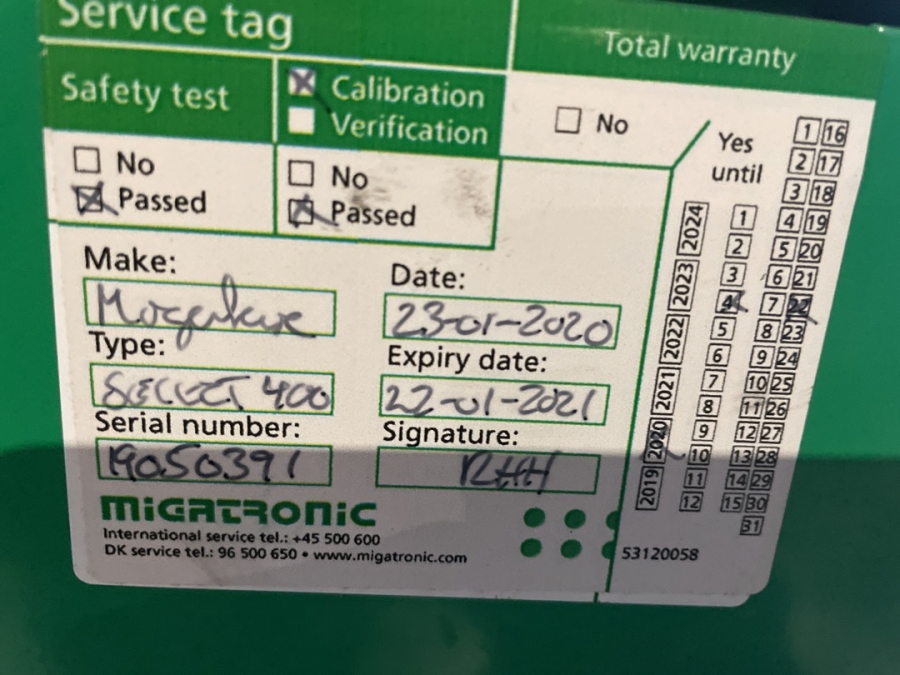 Service tag
Total warranty
Safety test
Calibration
Verification
No
Passed
No
Passed
No
Yes
until
Make:
Date:
23-01-2020
Type:
SELECT 400
Expiry date:
22-01-2021
Serial number:
19050391
Signature:
RHH
MIGATRONIC
International service tel.: +45 500 600
DK service tel.: 96 500 650 • www.migatronic.com
2019 2020 2021 2022 2023 2024
1
2
3
4
5
6
7
8
9
10
11
12
1 16
2 17
3 18
4 19
5 20
6 21
7 22
8 23
9 24
10 25
11 26
12 27
13 28
14 29
15 30
31
53120058